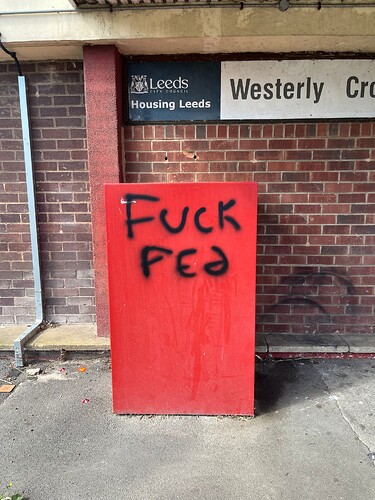 Leeds
CITY COUNCIL
Housing Leeds
Westerly Cro
FUCK
FED